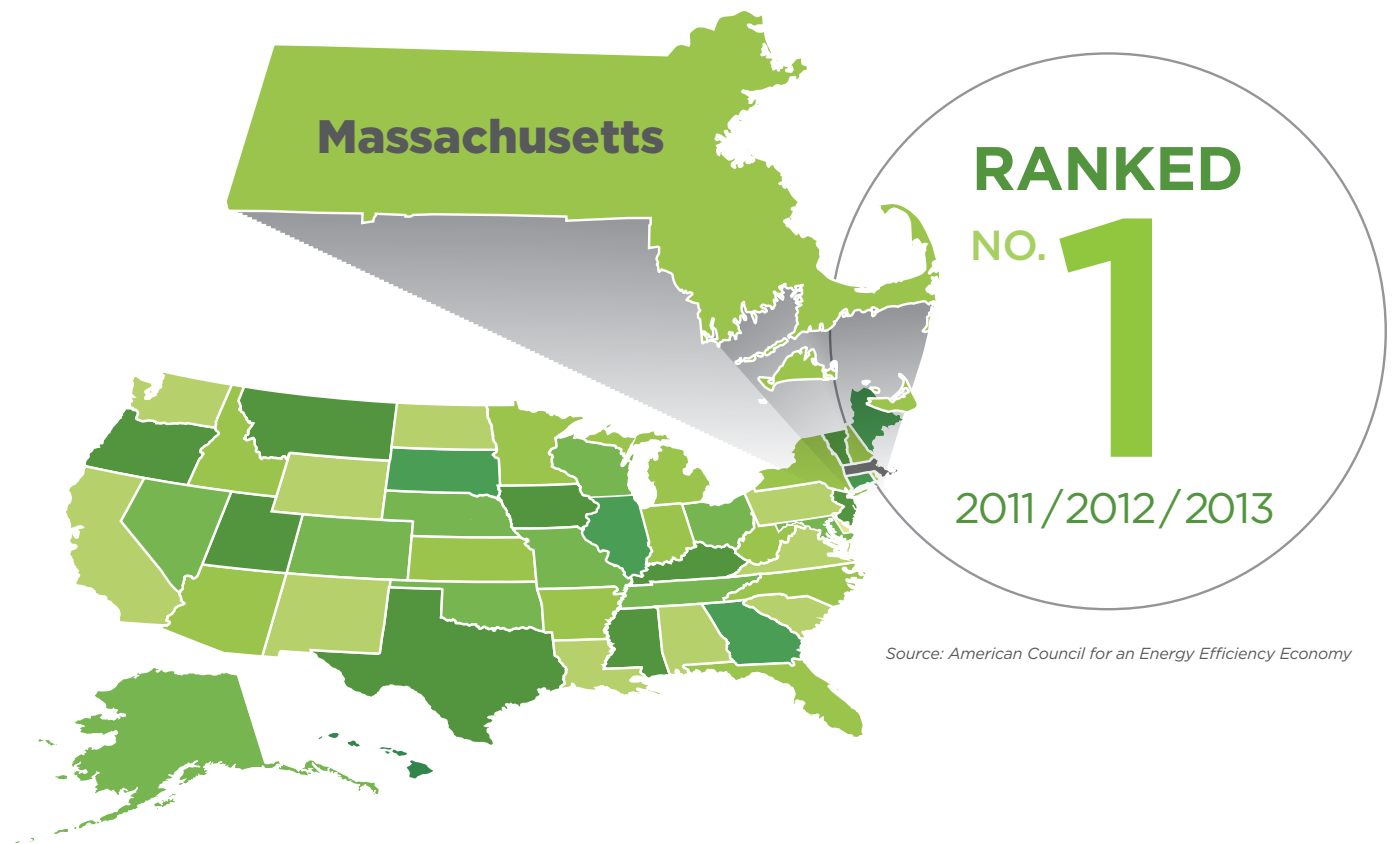 Massachusetts
RANKED
NO. 1
2011/2012/2013
Source: American Council for an Energy Efficiency Economy